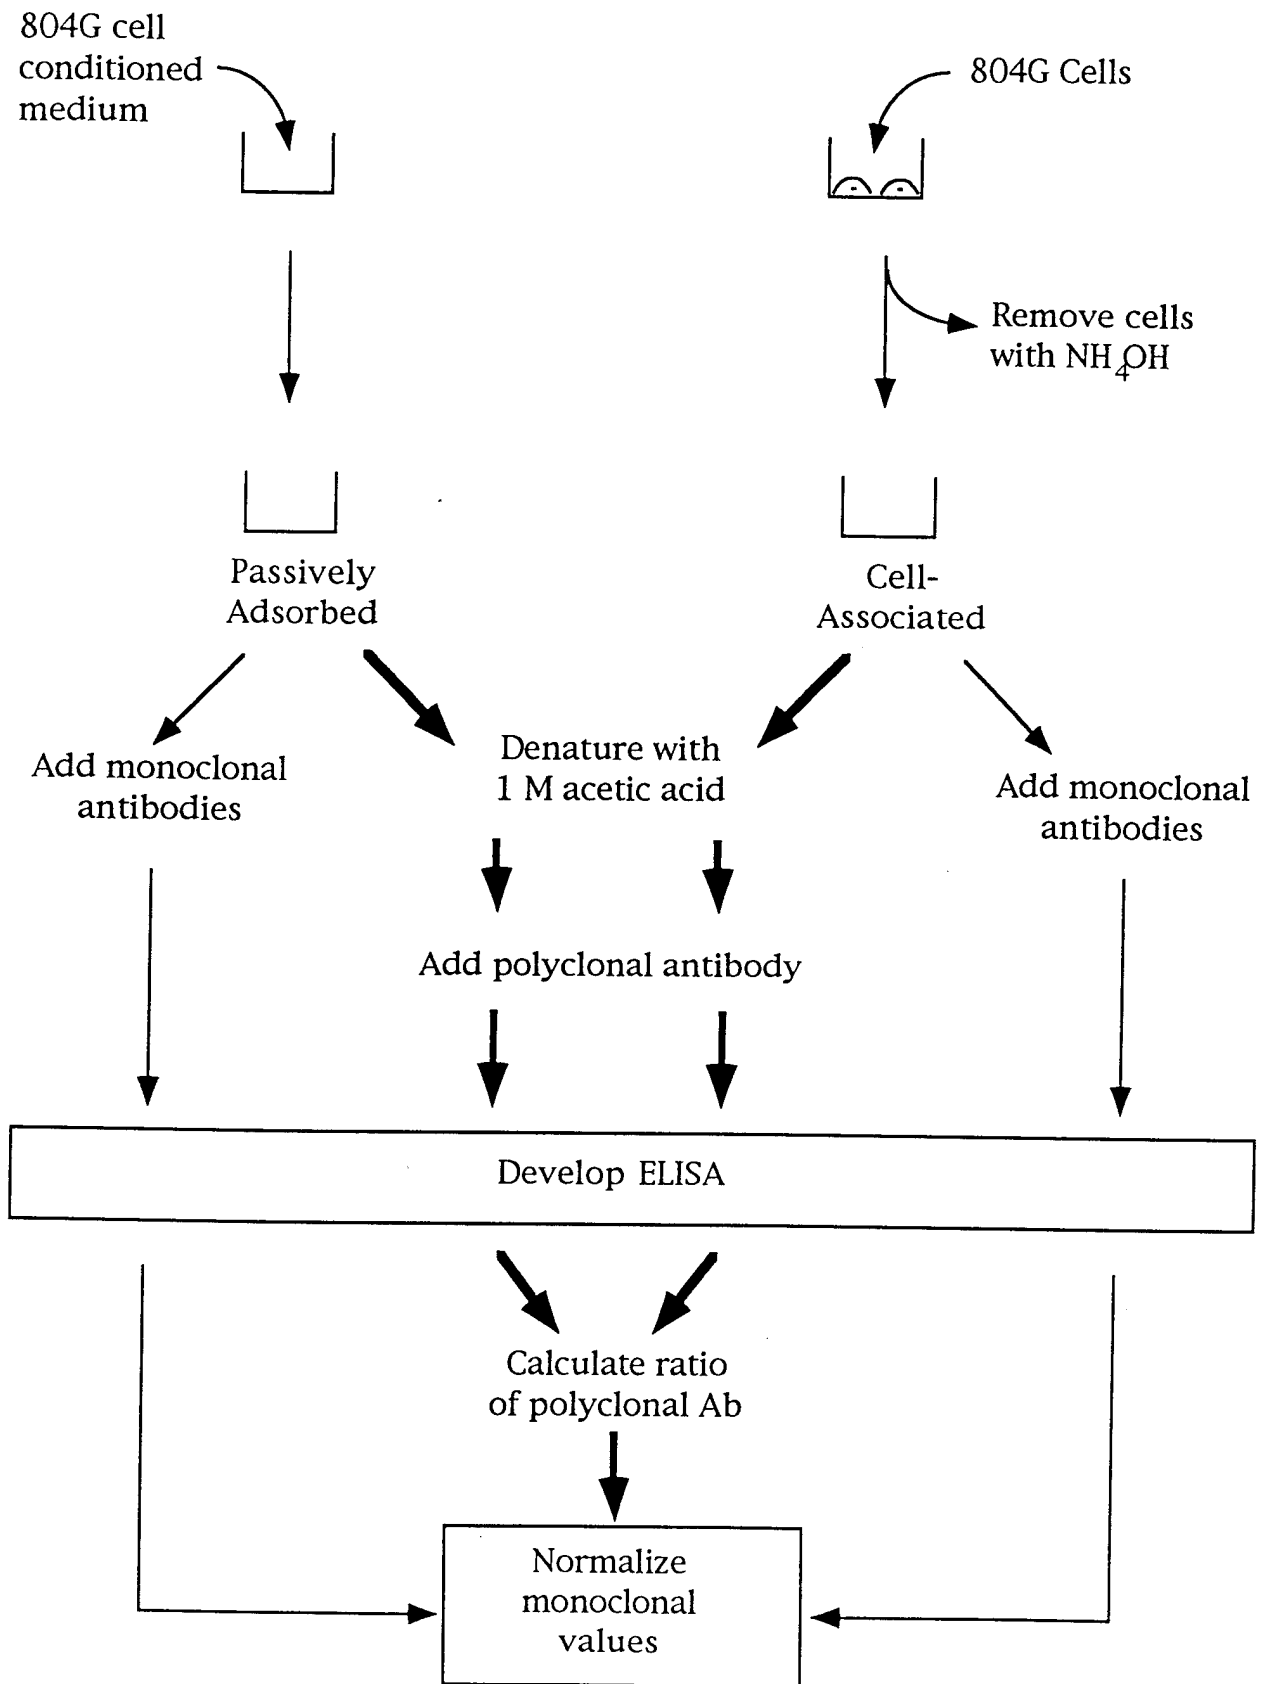 804G cell
conditioned
medium
804G Cells
Remove cells
with NH4OH
Passively
Adsorbed
Cell-
Associated
Add monoclonal
antibodies
Denature with
1 M acetic acid
Add monoclonal
antibodies
Add polyclonal antibody
Develop ELISA
Calculate ratio
of polyclonal Ab
Normalize
monoclonal
values